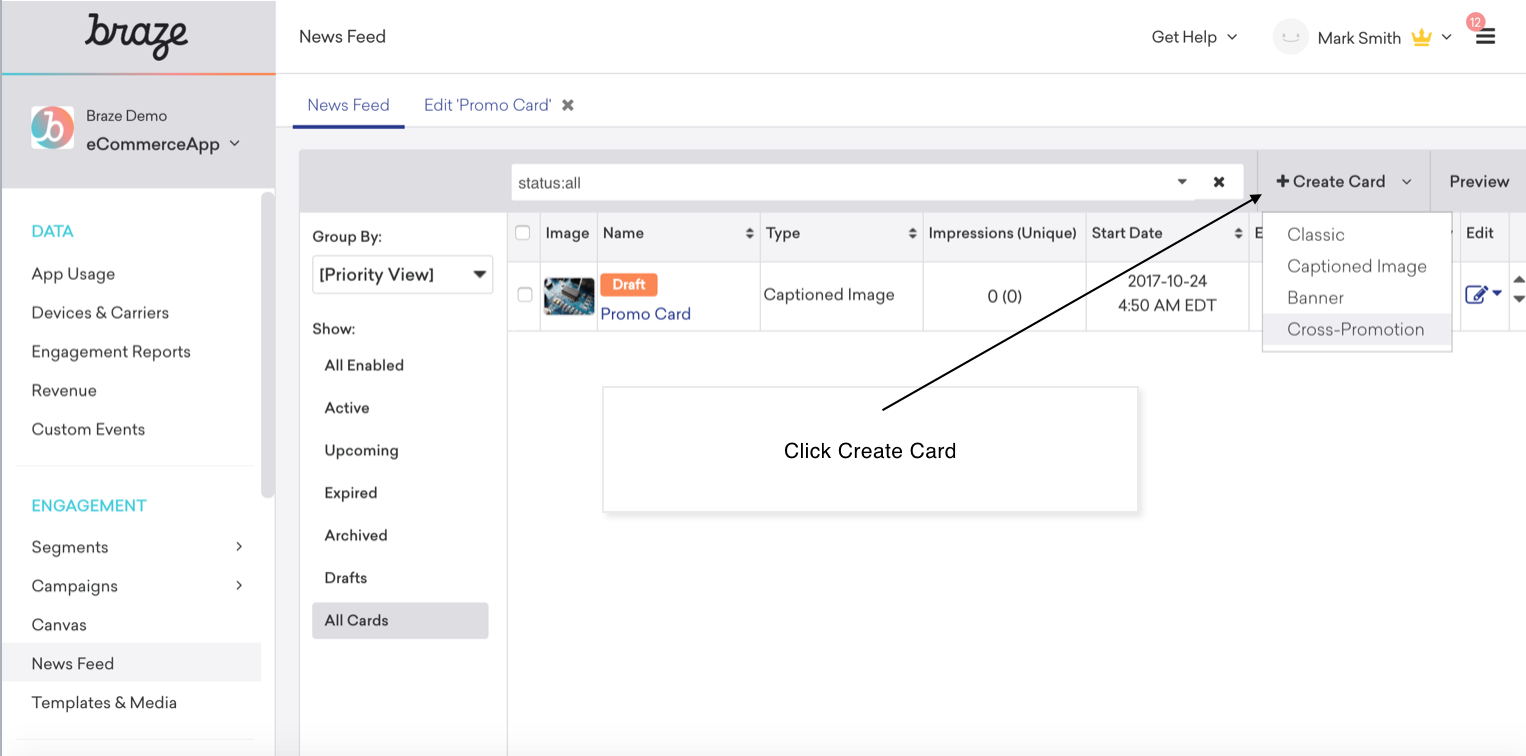 braze
News Feed
Get Help
Mark Smith
12
Braze Demo
eCommerceApp
News Feed
Edit 'Promo Card'
status:all
Create Card
Preview
DATA
App Usage
Devices & Carriers
Engagement Reports
Revenue
Custom Events
ENGAGEMENT
Segments
Campaigns
Canvas
News Feed
Templates & Media
Group By:
[Priority View]
Show:
All Enabled
Active
Upcoming
Expired
Archived
Drafts
All Cards
Image
Name
Type
Impressions (Unique)
Start Date
Edit
Draft
Promo Card
Captioned Image
0 (0)
2017-10-24
4:50 AM EDT
Classic
Captioned Image
Banner
Cross-Promotion
Click Create Card